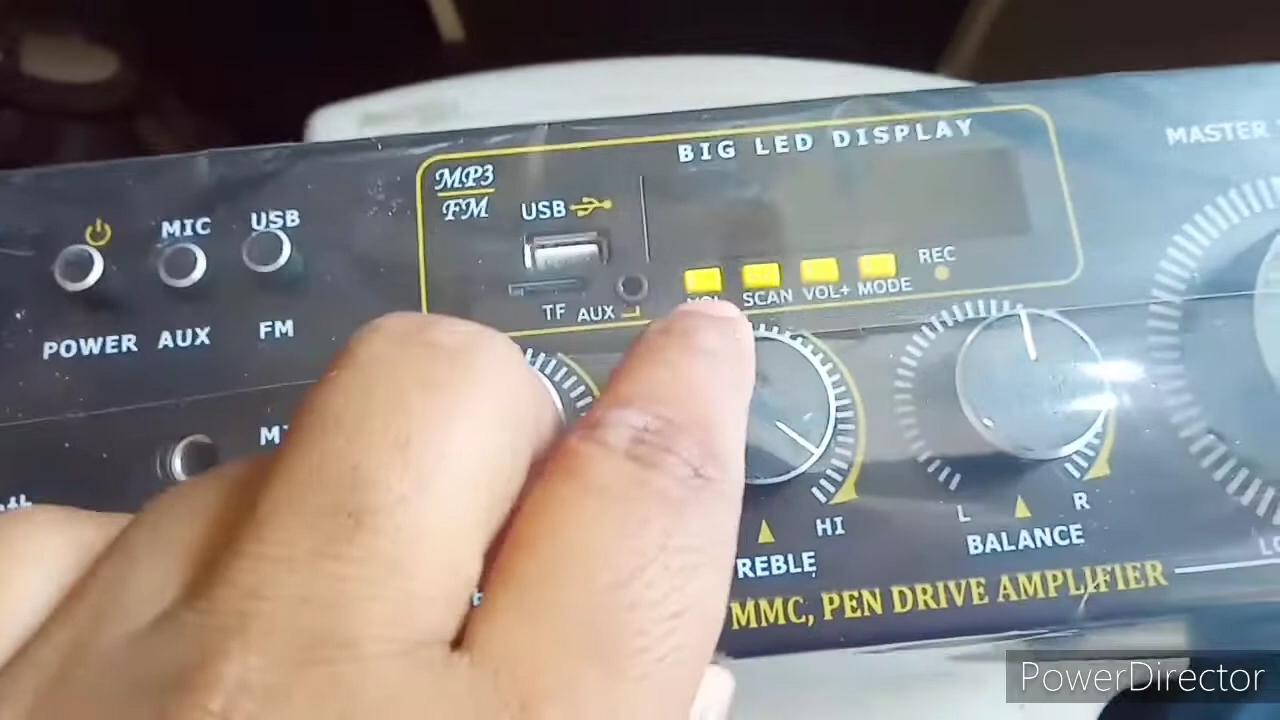 BIG LED DISPLAY
MASTER
MP3
FM
USB
MIC
USB
REC
SCAN VOL+ MODE
TF AUX
POWER AUX FM
HI
L R
BALANCE
MMC, PEN DRIVE AMPLIFIER
PowerDirector